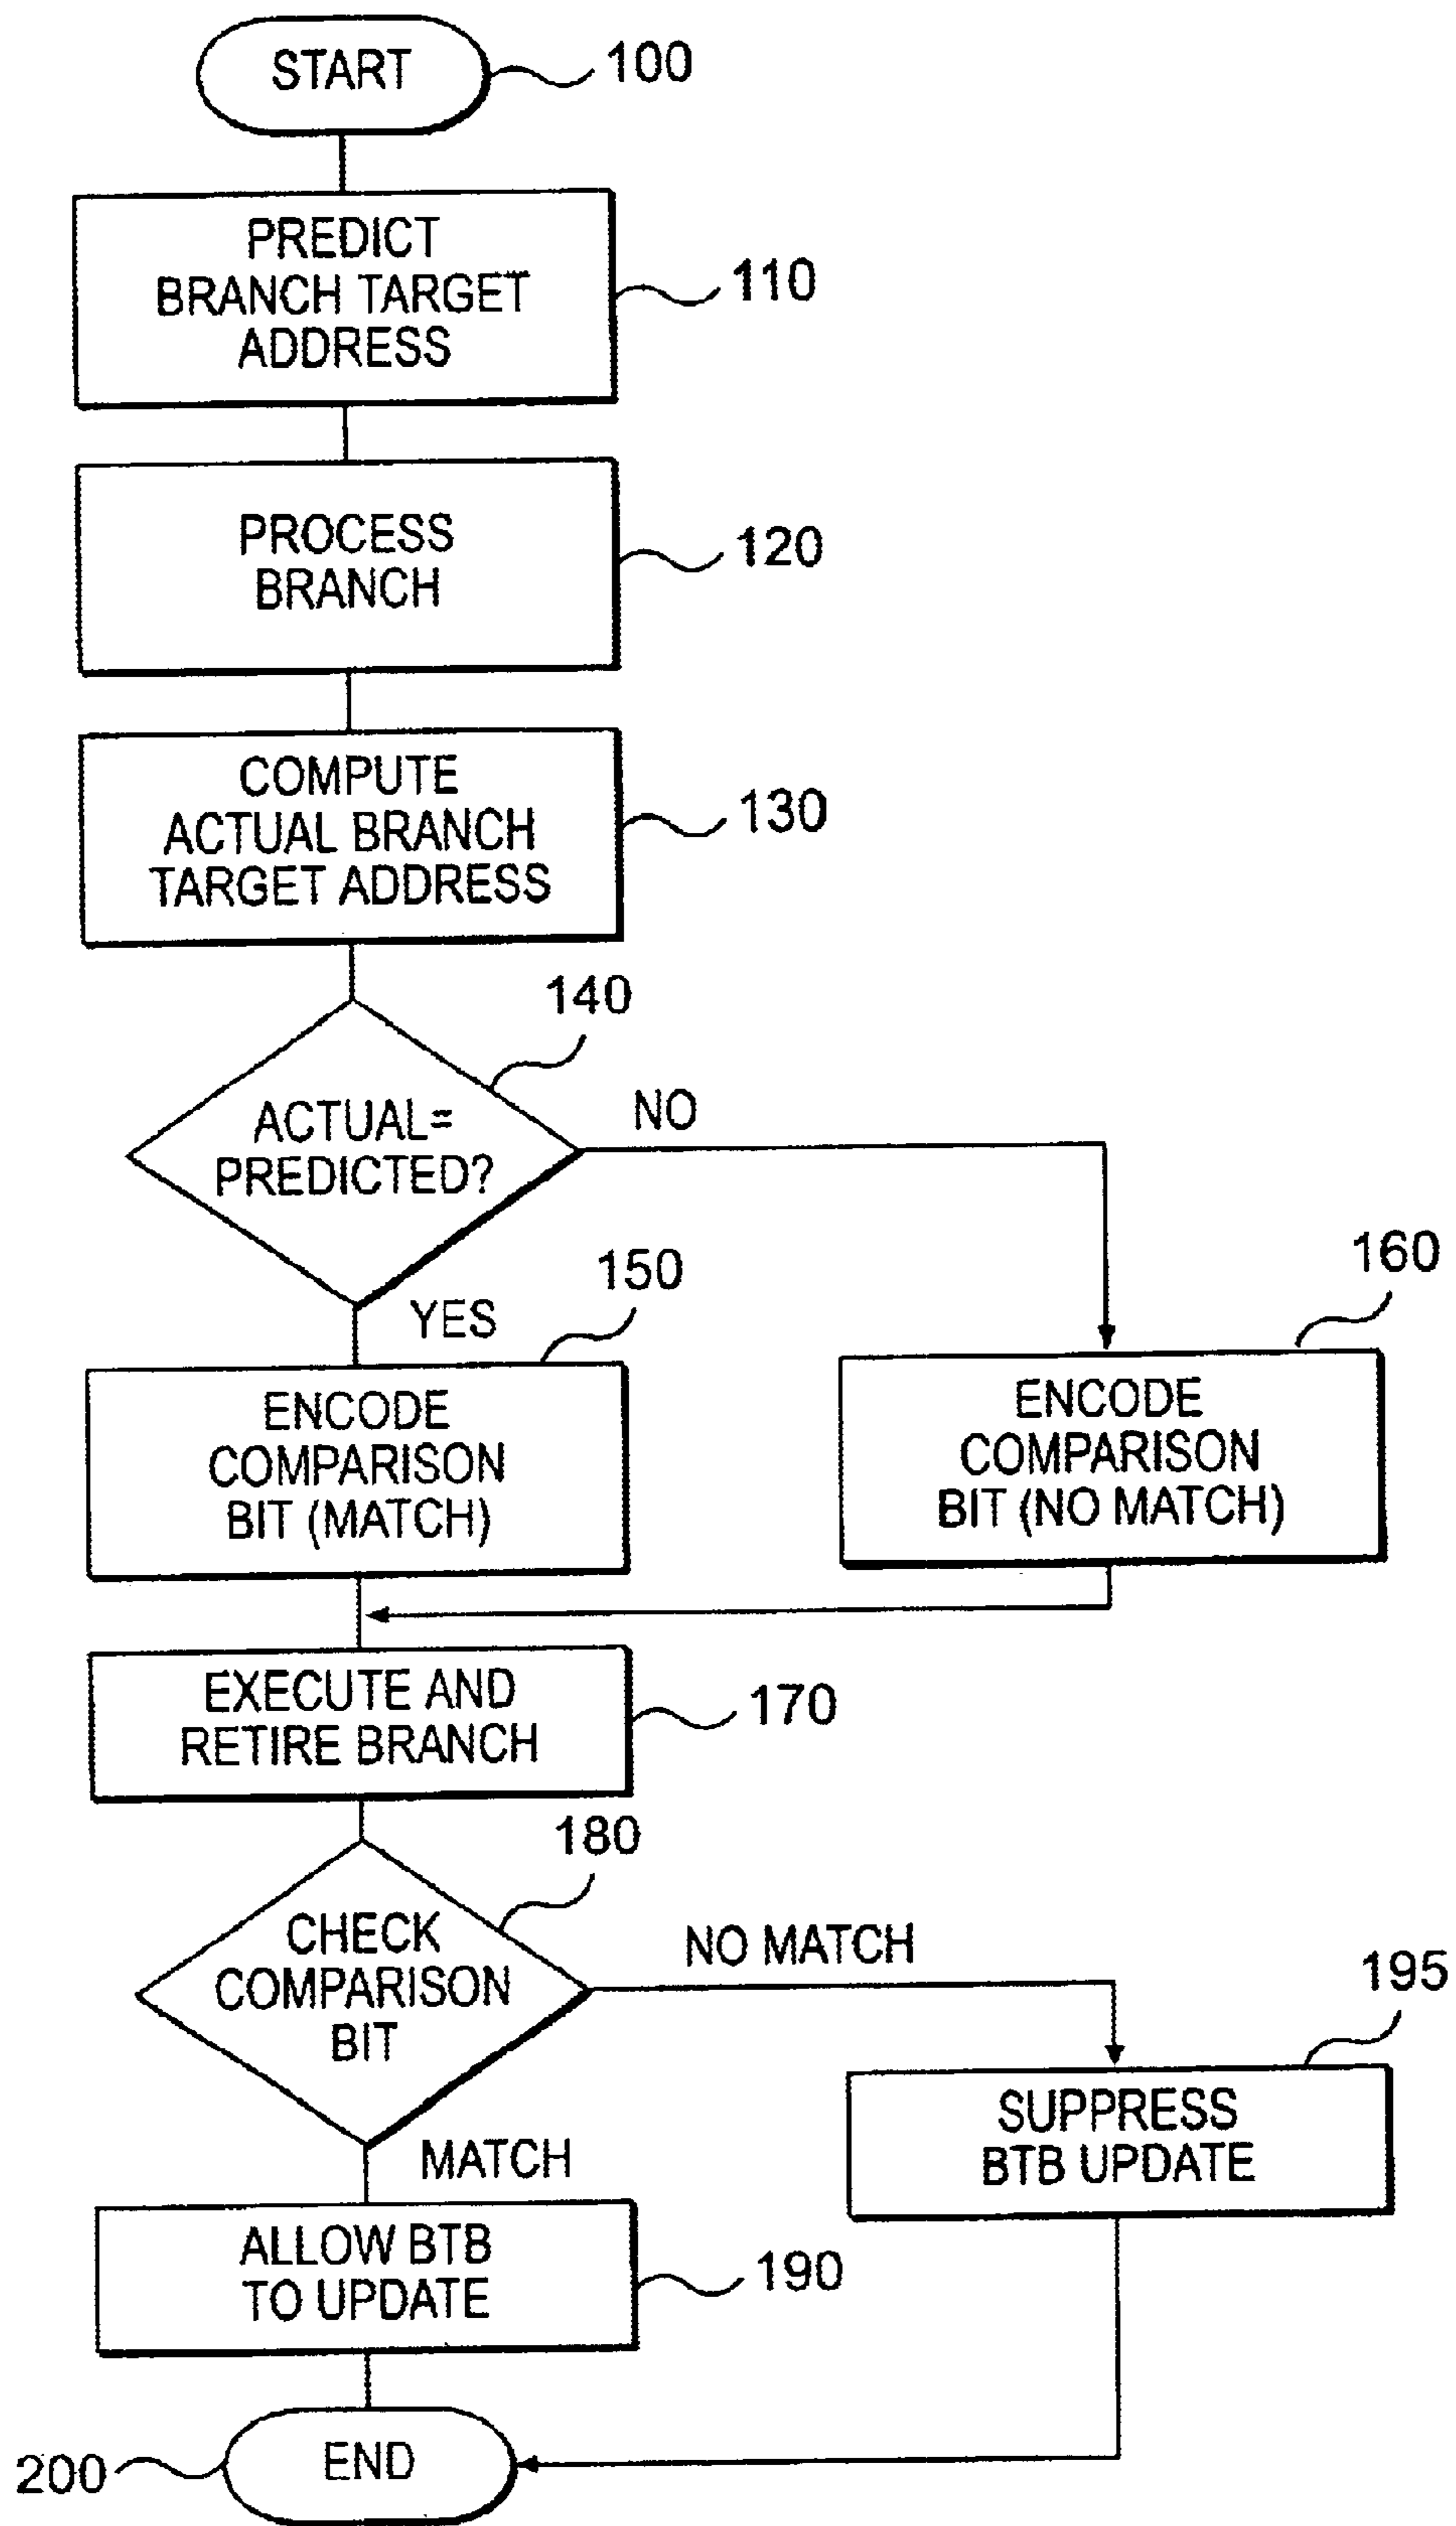 START
100
PREDICT
BRANCH TARGET
ADDRESS
110
PROCESS
BRANCH
120
COMPUTE
ACTUAL BRANCH
TARGET ADDRESS
130
140
ACTUAL=
PREDICTED?
NO
YES
150
160
ENCODE
COMPARISON
BIT (MATCH)
ENCODE
COMPARISON
BIT (NO MATCH)
EXECUTE AND
RETIRE BRANCH
170
180
CHECK
COMPARISON
BIT
NO MATCH
MATCH
195
SUPPRESS
BTB UPDATE
ALLOW BTB
TO UPDATE
190
200
END